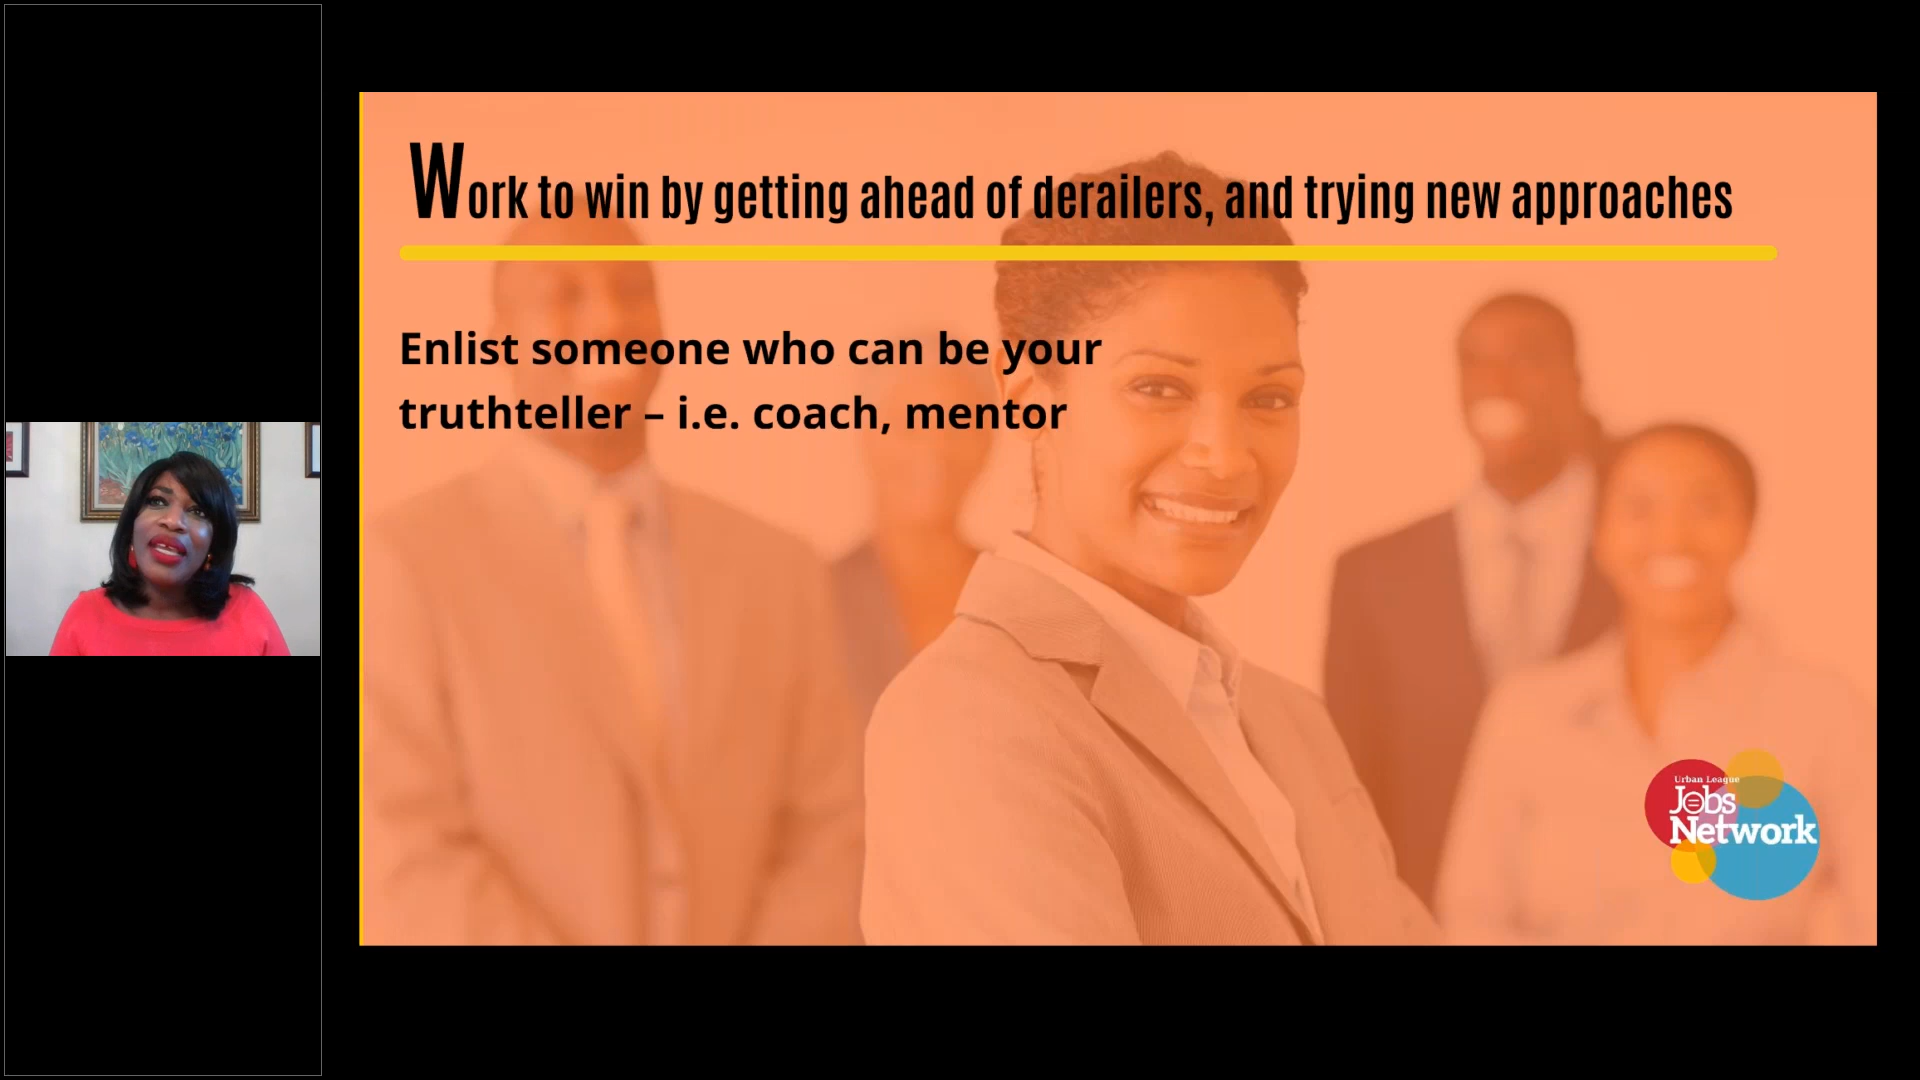 Work to win by getting ahead of derailers, and trying new approaches
Enlist someone who can be your
truthteller – i.e. coach, mentor
Urban League
Jobs
Network